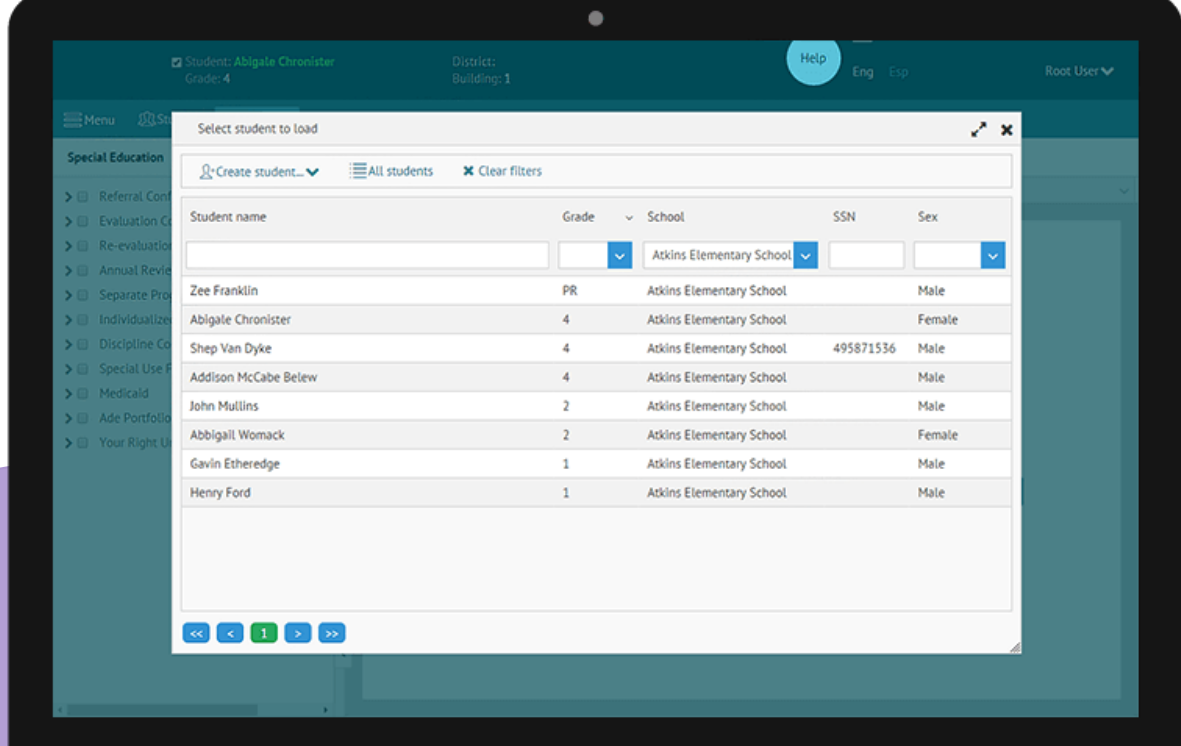 Student: Abigale Chronister
Grade: 4
District:
Building: 1
Help
Eng Esp
Root User
Menu
Stu
Special Education
Referral Conf
Evaluation Co
Re-evaluation
Annual Revie
Separate Pro
Individualize
Discipline Co
Special Use F
Medicaid
Ade Portfolio
Your Right U
Select student to load
Create student... All students Clear filters
Student name Grade School SSN Sex
Atkins Elementary School
Zee Franklin PR Atkins Elementary School Male
Abigale Chronister 4 Atkins Elementary School Female
Shep Van Dyke 4 Atkins Elementary School 495871536 Male
Addison McCabe Belew 4 Atkins Elementary School Male
John Mullins 2 Atkins Elementary School Male
Abbigail Womack 2 Atkins Elementary School Female
Gavin Etheredge 1 Atkins Elementary School Male
Henry Ford 1 Atkins Elementary School Male
<< < 1 > >>